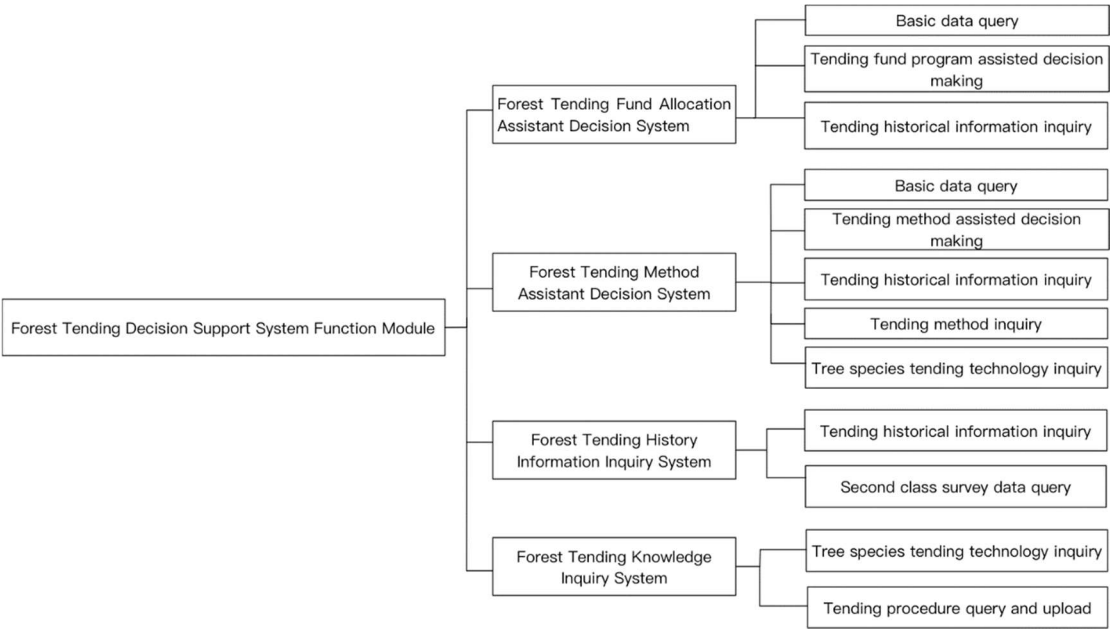 Forest Tending Decision Support System Function Module
Forest Tending Fund Allocation
Assistant Decision System
Basic data query
Tending fund program assisted decision
making
Tending historical information inquiry
Forest Tending Method
Assistant Decision System
Basic data query
Tending method assisted decision
making
Tending historical information inquiry
Tending method inquiry
Tree species tending technology inquiry
Forest Tending History
Information Inquiry System
Tending historical information inquiry
Second class survey data query
Forest Tending Knowledge
Inquiry System
Tree species tending technology inquiry
Tending procedure query and upload